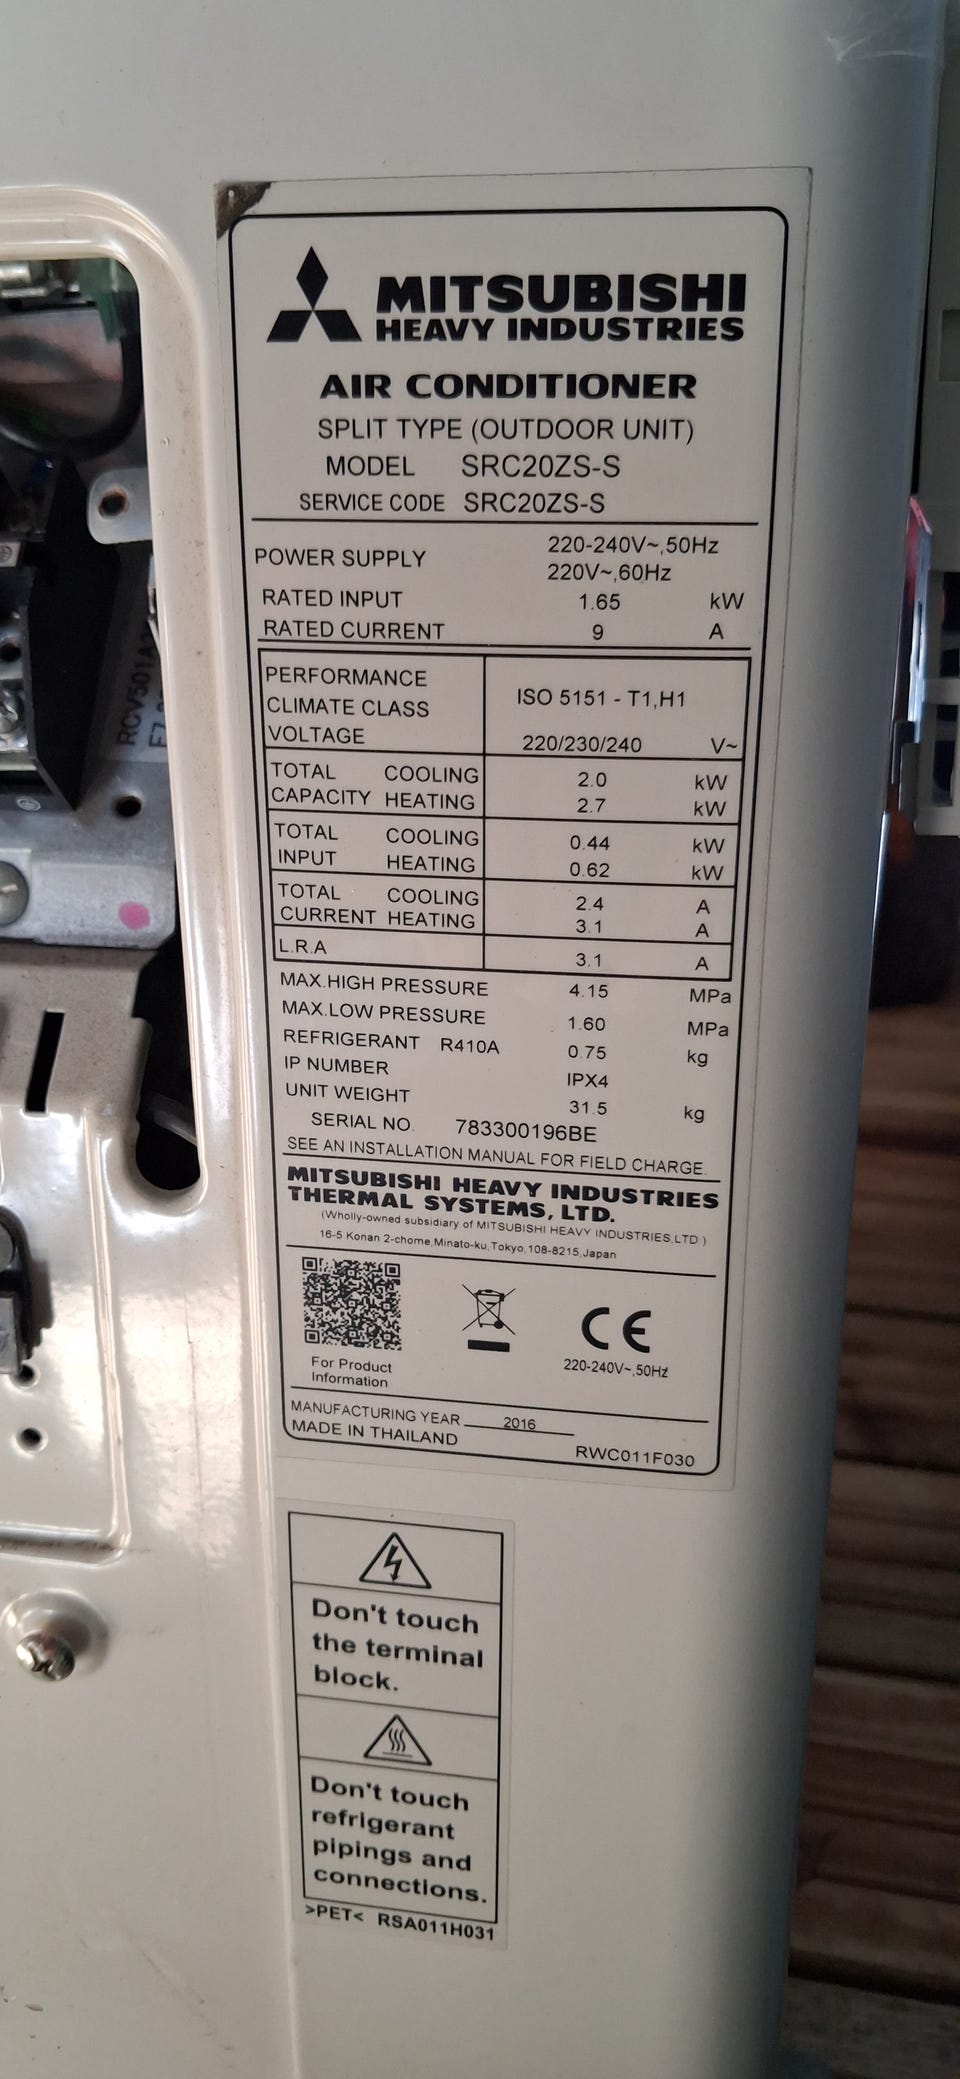 MITSUBISHI
HEAVY INDUSTRIES
AIR CONDITIONER
SPLIT TYPE (OUTDOOR UNIT)
MODEL SRC20ZS-S
SERVICE CODE SRC20ZS-S
POWER SUPPLY 220-240V~,50Hz
220V~,60Hz
RATED INPUT 1.65 kW
RATED CURRENT 9 A
PERFORMANCE
CLIMATE CLASS ISO 5151 - T1,H1
VOLTAGE 220/230/240 V~
TOTAL COOLING 2.0 kW
CAPACITY HEATING 2.7 kW
TOTAL COOLING 0.44 kW
INPUT HEATING 0.62 kW
TOTAL COOLING 2.4 A
CURRENT HEATING 3.1 A
L.R.A 3.1 A
MAX.HIGH PRESSURE 4.15 MPa
MAX.LOW PRESSURE 1.60 MPa
REFRIGERANT R410A 0.75 kg
IP NUMBER IPX4
UNIT WEIGHT 31.5 kg
SERIAL NO. 783300196BE
SEE AN INSTALLATION MANUAL FOR FIELD CHARGE.
MITSUBISHI HEAVY INDUSTRIES
THERMAL SYSTEMS, LTD.
(Wholly-owned subsidiary of MITSUBISHI HEAVY INDUSTRIES,LTD.)
16-5 Konan 2-chome,Minato-ku,Tokyo,108-8215,Japan
CE
For Product
Information
220-240V~,50Hz
MANUFACTURING YEAR 2016
MADE IN THAILAND
RWC011F030
Don't touch
the terminal
block.
Don't touch
refrigerant
pipings and
connections.
>PET< RSA011H031